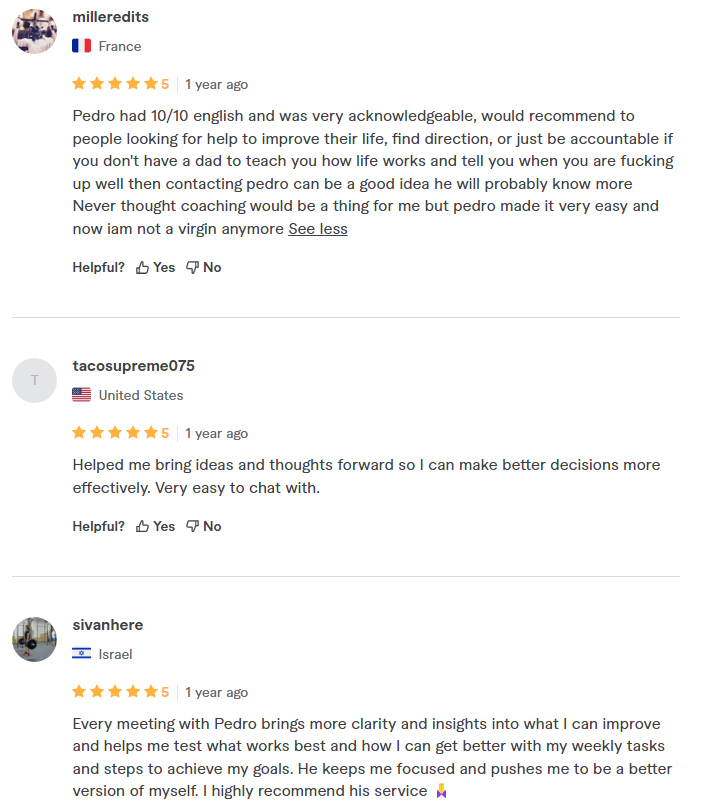 milleredits
France
5 1 year ago
Pedro had 10/10 english and was very acknowledgeable, would recommend to
people looking for help to improve their life, find direction, or just be accountable if
you don't have a dad to teach you how life works and tell you when you are fucking
up well then contacting pedro can be a good idea he will probably know more
Never thought coaching would be a thing for me but pedro made it very easy and
now iam not a virgin anymore See less
Helpful? Yes No
T
tacosupreme075
United States
5 1 year ago
Helped me bring ideas and thoughts forward so I can make better decisions more
effectively. Very easy to chat with.
Helpful? Yes No
sivanhere
Israel
5 1 year ago
Every meeting with Pedro brings more clarity and insights into what I can improve
and helps me test what works best and how I can get better with my weekly tasks
and steps to achieve my goals. He keeps me focused and pushes me to be a better
version of myself. I highly recommend his service